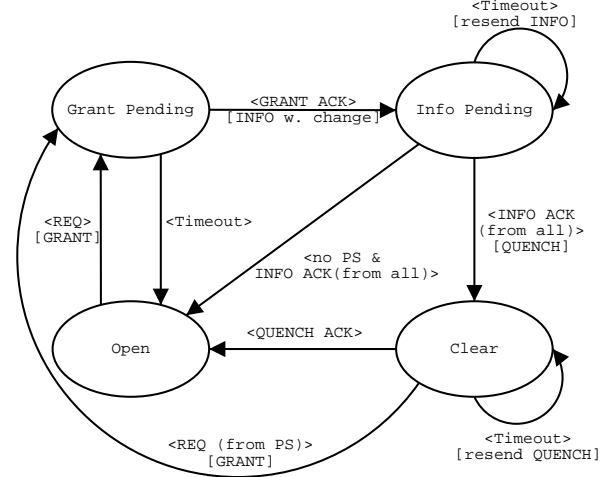 <Timeout>
[resend INFO]
Grant Pending
<GRANT ACK>
[INFO w. change]
Info Pending
<REQ>
[GRANT]
<Timeout>
<INFO ACK
(from all)>
[QUENCH]
<no PS &
INFO ACK(from all)>
Open
<QUENCH ACK>
Clear
<REQ (from PS)>
[GRANT]
<Timeout>
[resend QUENCH]